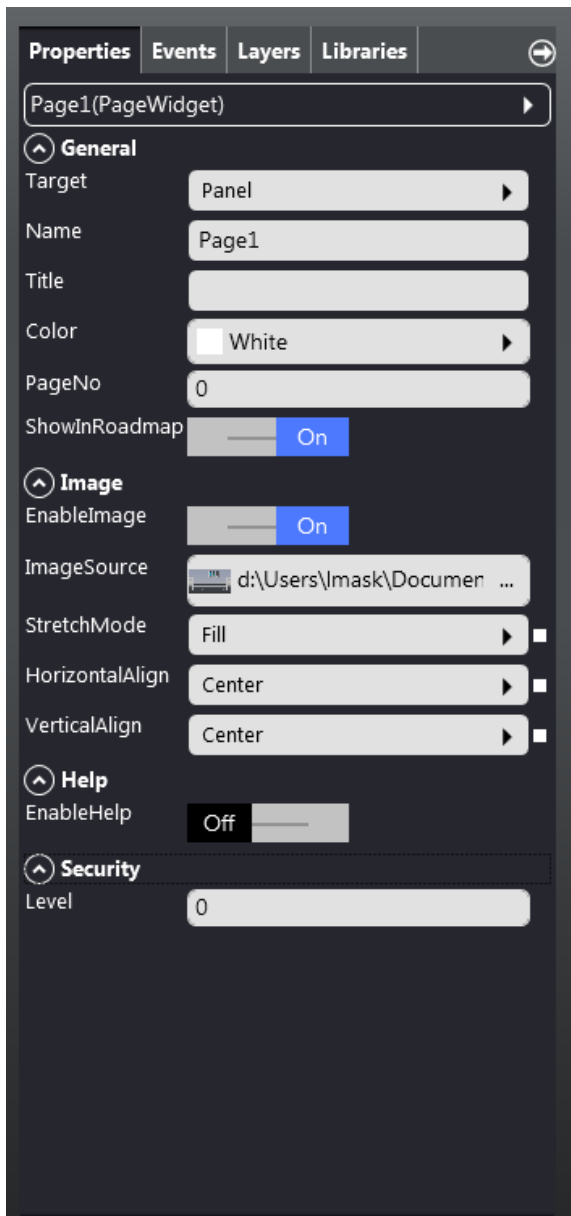 Properties Events Layers Libraries
Page1(PageWidget)
General
Target Panel
Name Page1
Title
Color White
PageNo 0
ShowInRoadmap On
Image
EnableImage On
ImageSource d:\Users\lmask\Documen ...
StretchMode Fill
HorizontalAlign Center
VerticalAlign Center
Help
EnableHelp Off
Security
Level 0